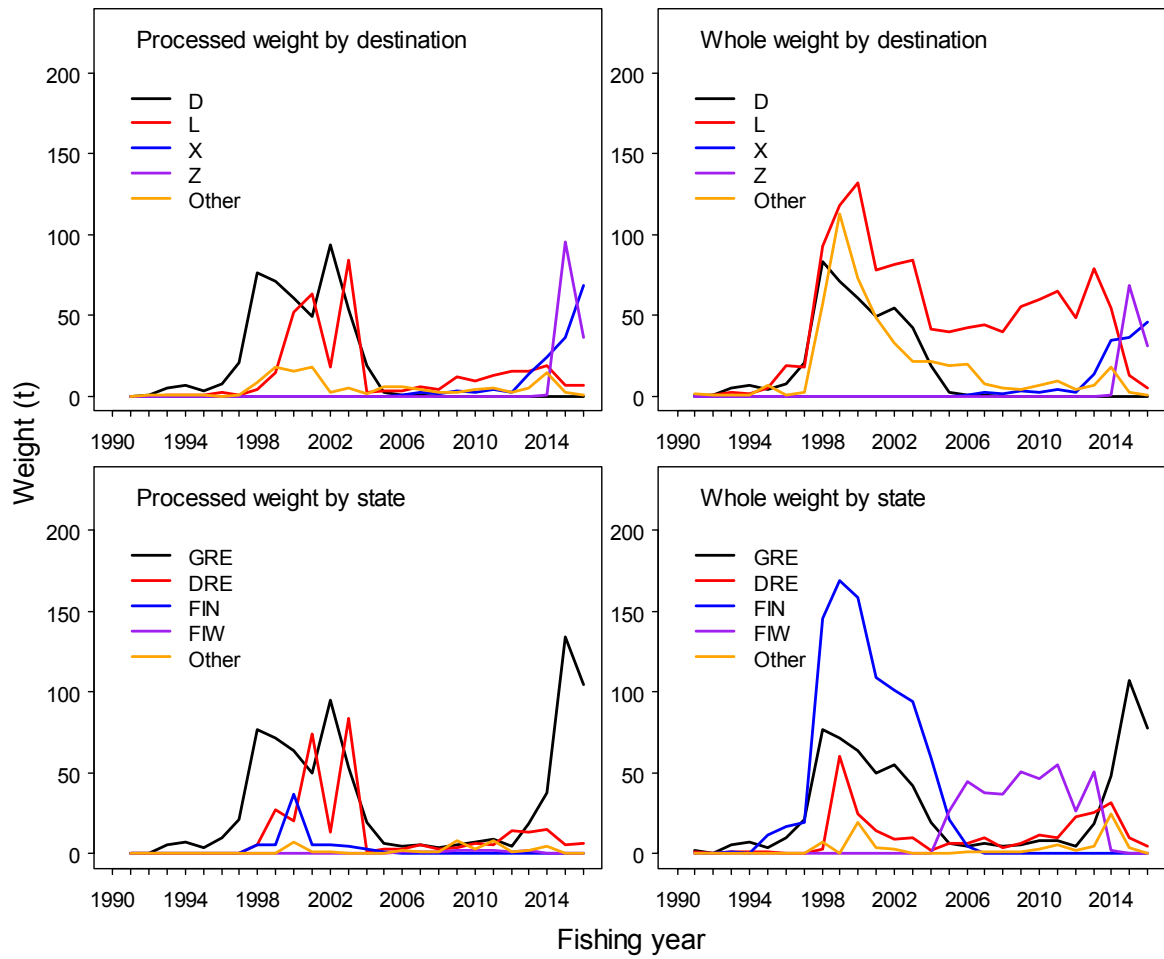 Processed weight by destination
200
150
100
50
0
D
L
X
Z
Other
1990 1994 1998 2002 2006 2010 2014
Whole weight by destination
200
150
100
50
0
D
L
X
Z
Other
1990 1994 1998 2002 2006 2010 2014
Processed weight by state
200
150
100
50
0
GRE
DRE
FIN
FIW
Other
1990 1994 1998 2002 2006 2010 2014
Whole weight by state
200
150
100
50
0
GRE
DRE
FIN
FIW
Other
1990 1994 1998 2002 2006 2010 2014
Weight (t)
Fishing year